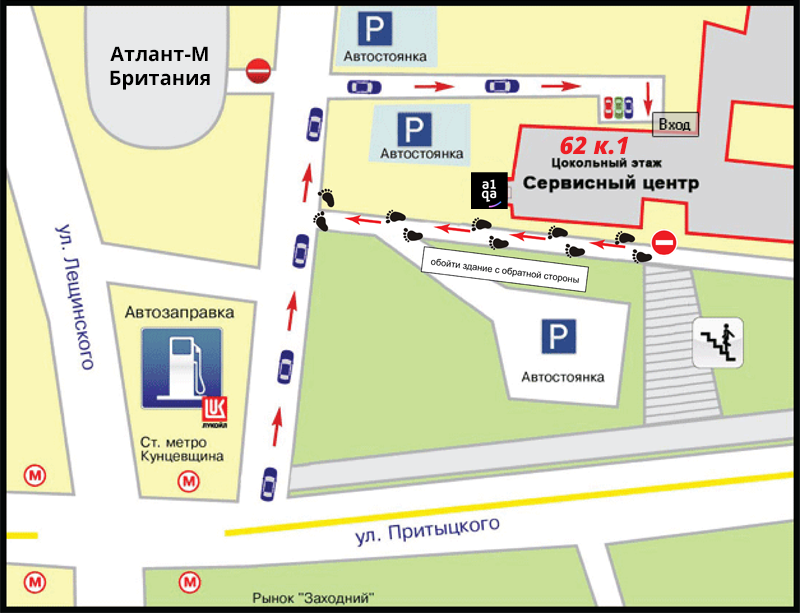 P
Автостоянка
Атлант-М
Британия
P
Автостоянка
Вход
62 к.1
Цокольный этаж
Сервисный центр
a1
qa
ул. Лещинского
обойти здание с обратной стороны
Автозаправка
P
Автостоянка
ЛУКОЙЛ
Ст. метро
Кунцевщина
М
М
ул. Притыцкого
М
М
Рынок "Заходний"